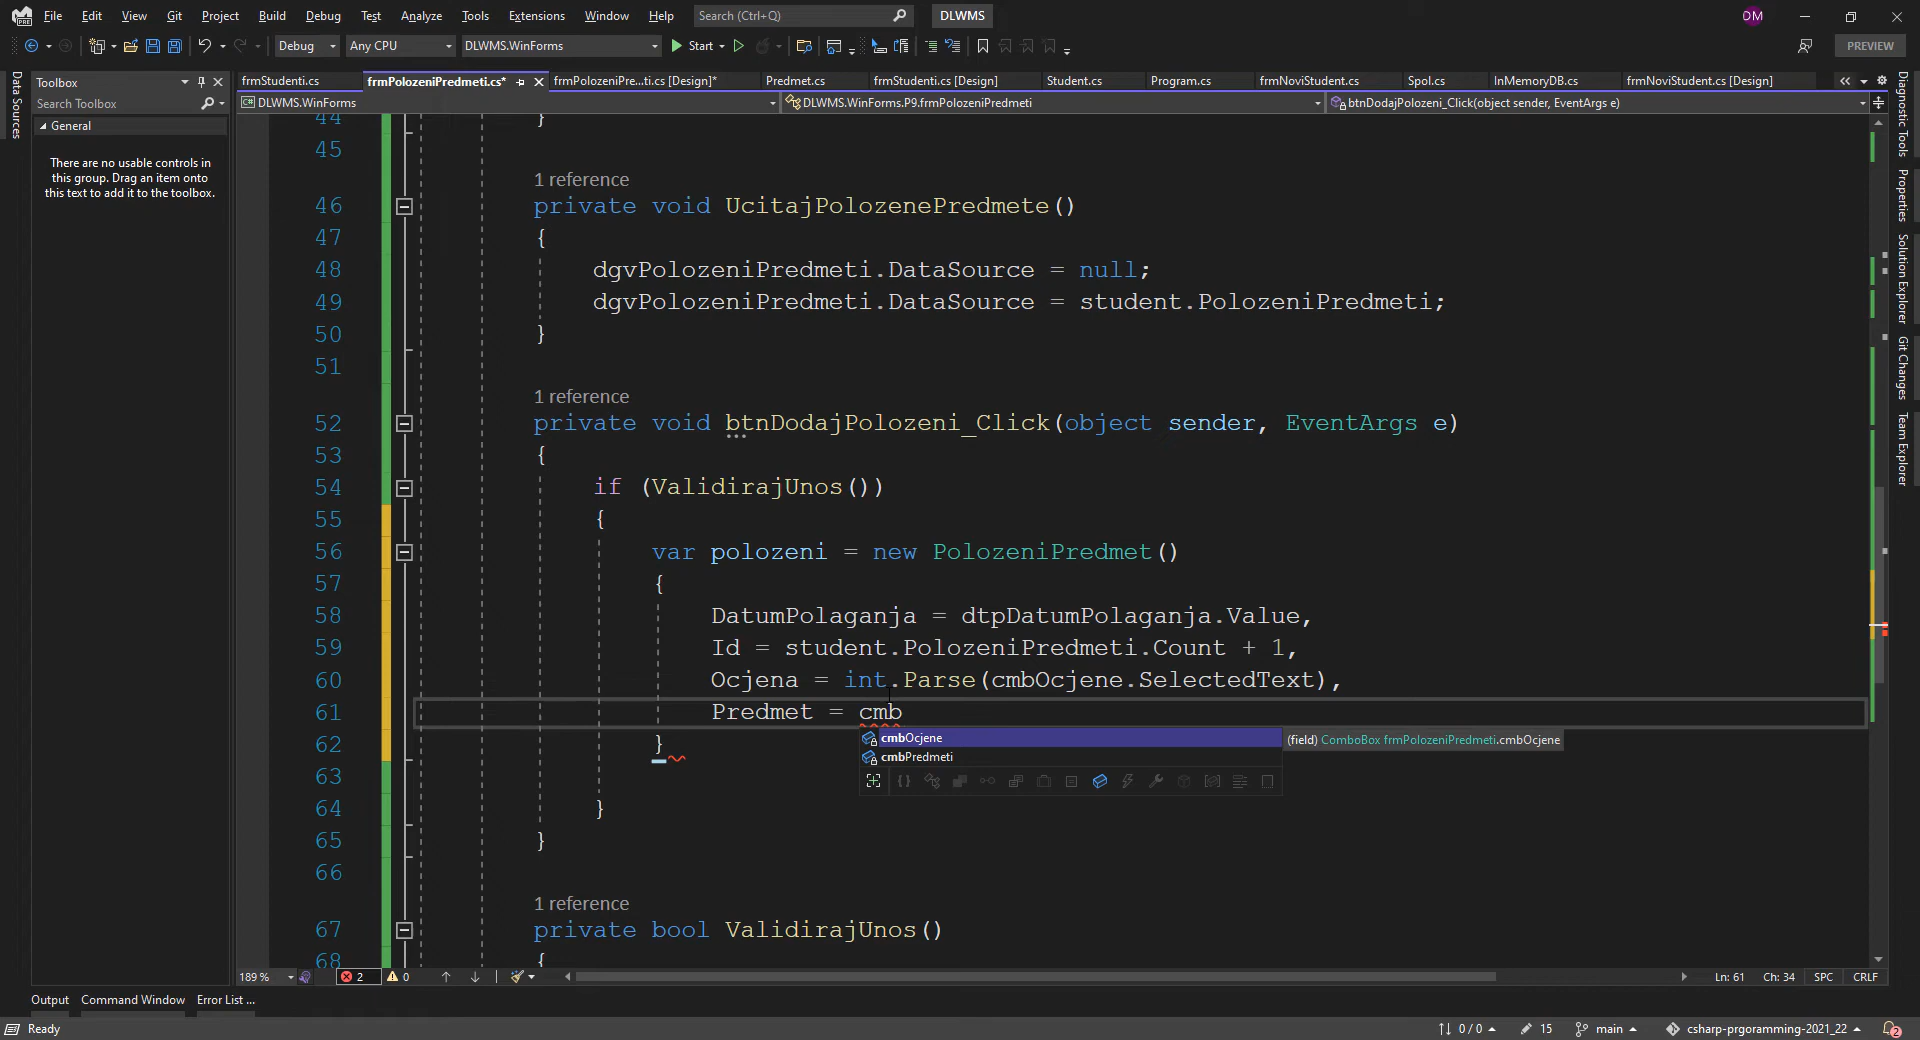 File Edit View Git Project Build Debug Test Analyze Tools Extensions Window Help Search (Ctrl+Q) DLWMS DM
Debug Any CPU DLWMS.WinForms Start PREVIEW
Data Sources
Toolbox
Search Toolbox
General
There are no usable controls in
this group. Drag an item onto
this text to add it to the toolbox.
frmStudenti.cs frmPolozeniPredmeti.cs* frmPolozeniPre...ti.cs [Design]* Predmet.cs frmStudenti.cs [Design] Student.cs Program.cs frmNoviStudent.cs Spol.cs InMemoryDB.cs frmNoviStudent.cs [Design]
DLWMS.WinForms DLWMS.WinForms.P9.frmPolozeniPredmeti btnDodajPolozeni_Click(object sender, EventArgs e)
44 }
45
1 reference
46 private void UcitajPolozenePredmete()
47 {
48 dgvPolozeniPredmeti.DataSource = null;
49 dgvPolozeniPredmeti.DataSource = student.PolozeniPredmeti;
50 }
51
1 reference
52 private void btnDodajPolozeni_Click(object sender, EventArgs e)
53 {
54 if (ValidirajUnos())
55 {
56 var polozeni = new PolozeniPredmet()
57 {
58 DatumPolaganja = dtpDatumPolaganja.Value,
59 Id = student.PolozeniPredmeti.Count + 1,
60 Ocjena = int.Parse(cmbOcjene.SelectedText),
61 Predmet = cmb
62 }
cmbOcjene (field) ComboBox frmPolozeniPredmeti.cmbOcjene
cmbPredmeti
63
64 }
65 }
66
1 reference
67 private bool ValidirajUnos()
68 {
189 % 2 0 Ln: 61 Ch: 34 SPC CRLF
Diagnostic Tools
Properties
Solution Explorer
Git Changes
Team Explorer
Output Command Window Error List ...
Ready 0 / 0 15 main csharp-prgoramming-2021_22 2